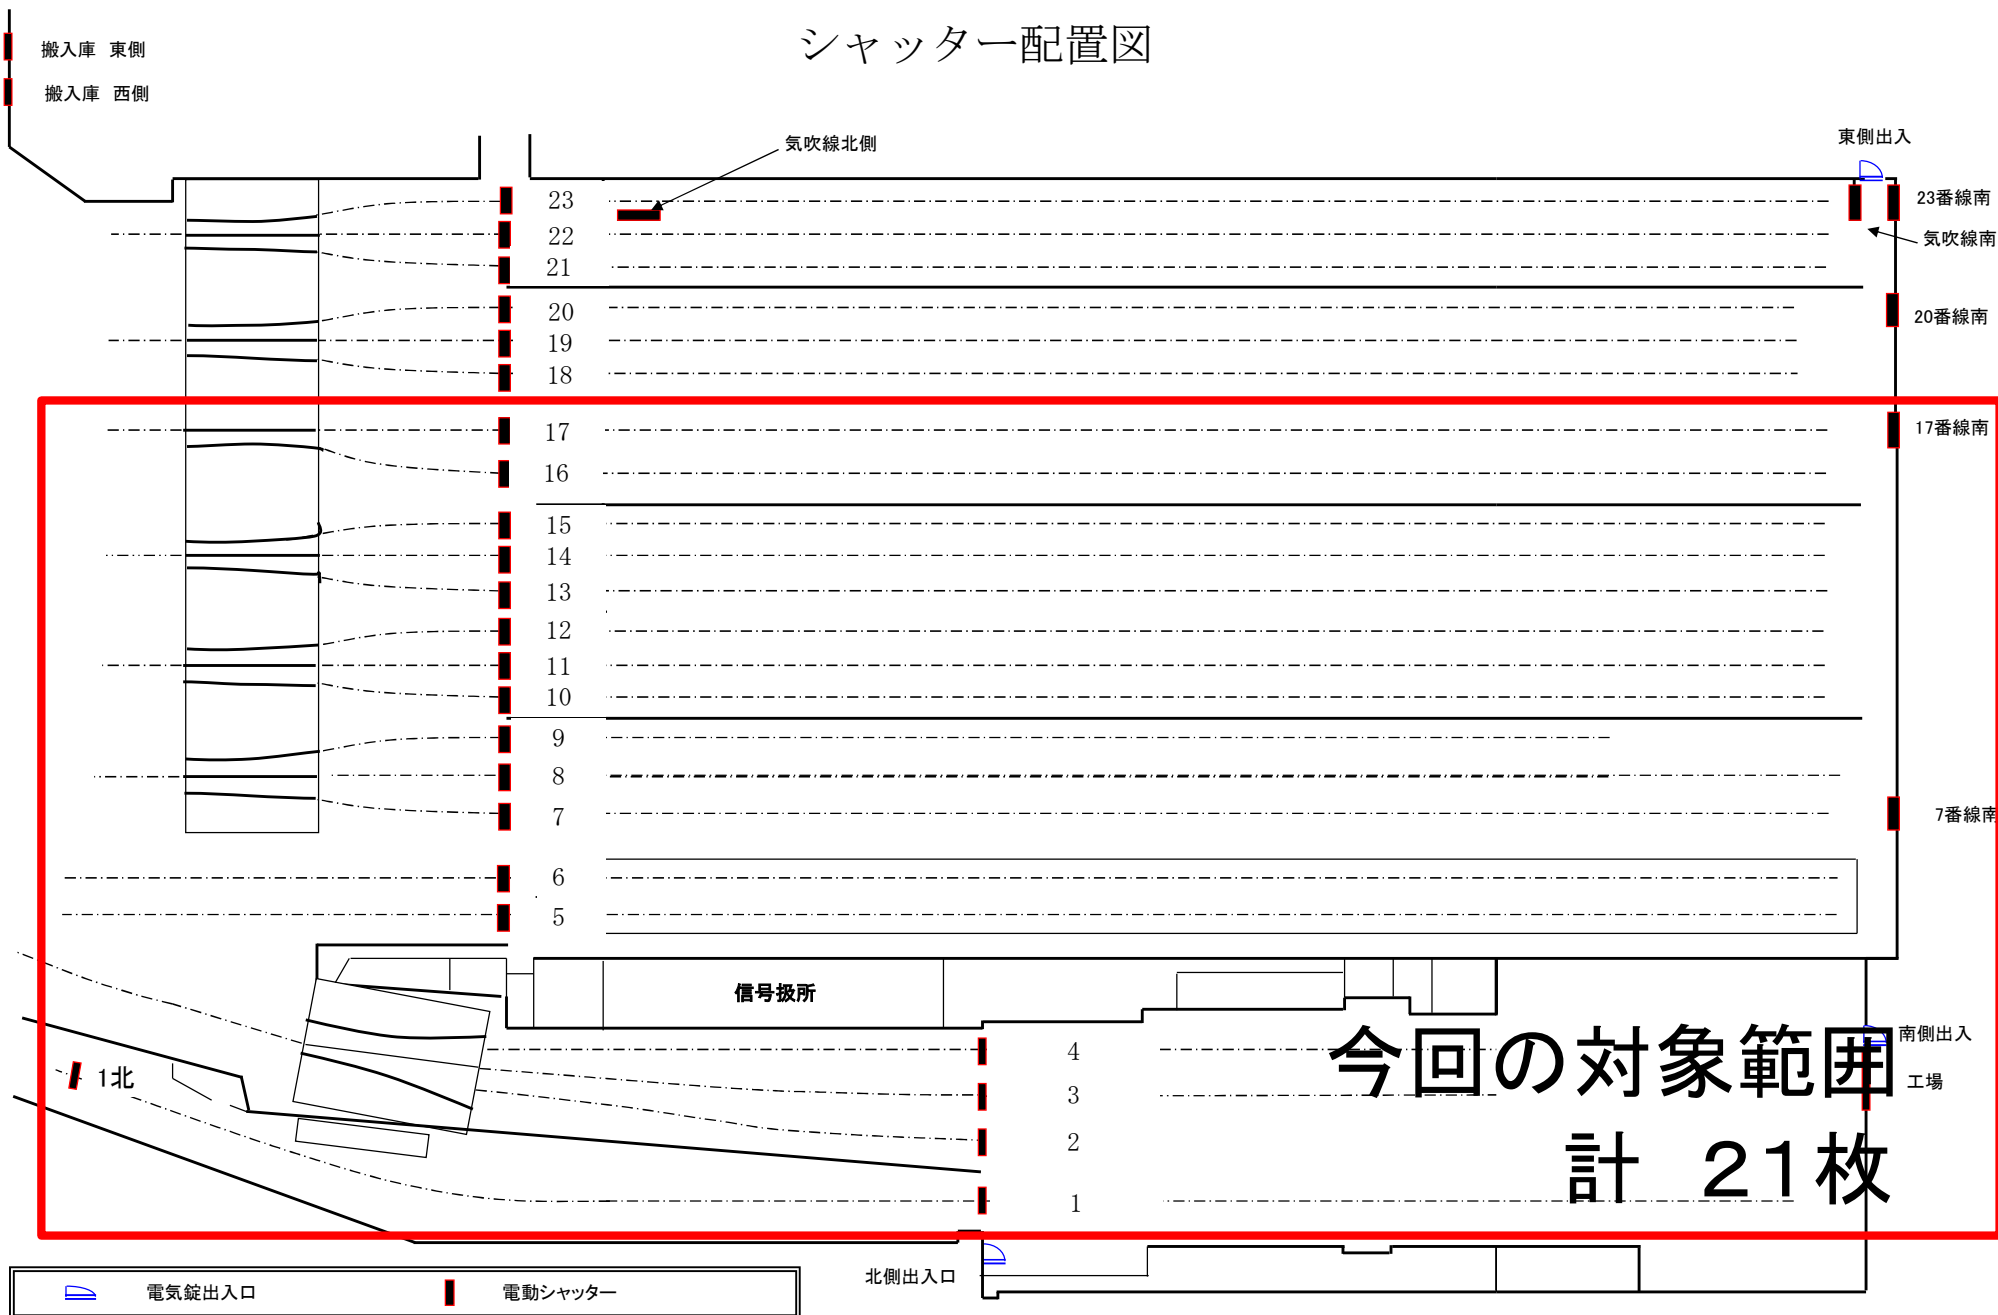 シャッター配置図
搬入庫 東側
搬入庫 西側
気吹線北側
東側出入
23
22
21
20
19
18
17
16
15
14
13
12
11
10
9
8
7
6
5
23番線南
気吹線南
20番線南
17番線南
7番線南
信号扱所
1北
4
3
2
1
今回の対象範囲
計 21枚
南側出入
工場
北側出入口
電気錠出入口
電動シャッター